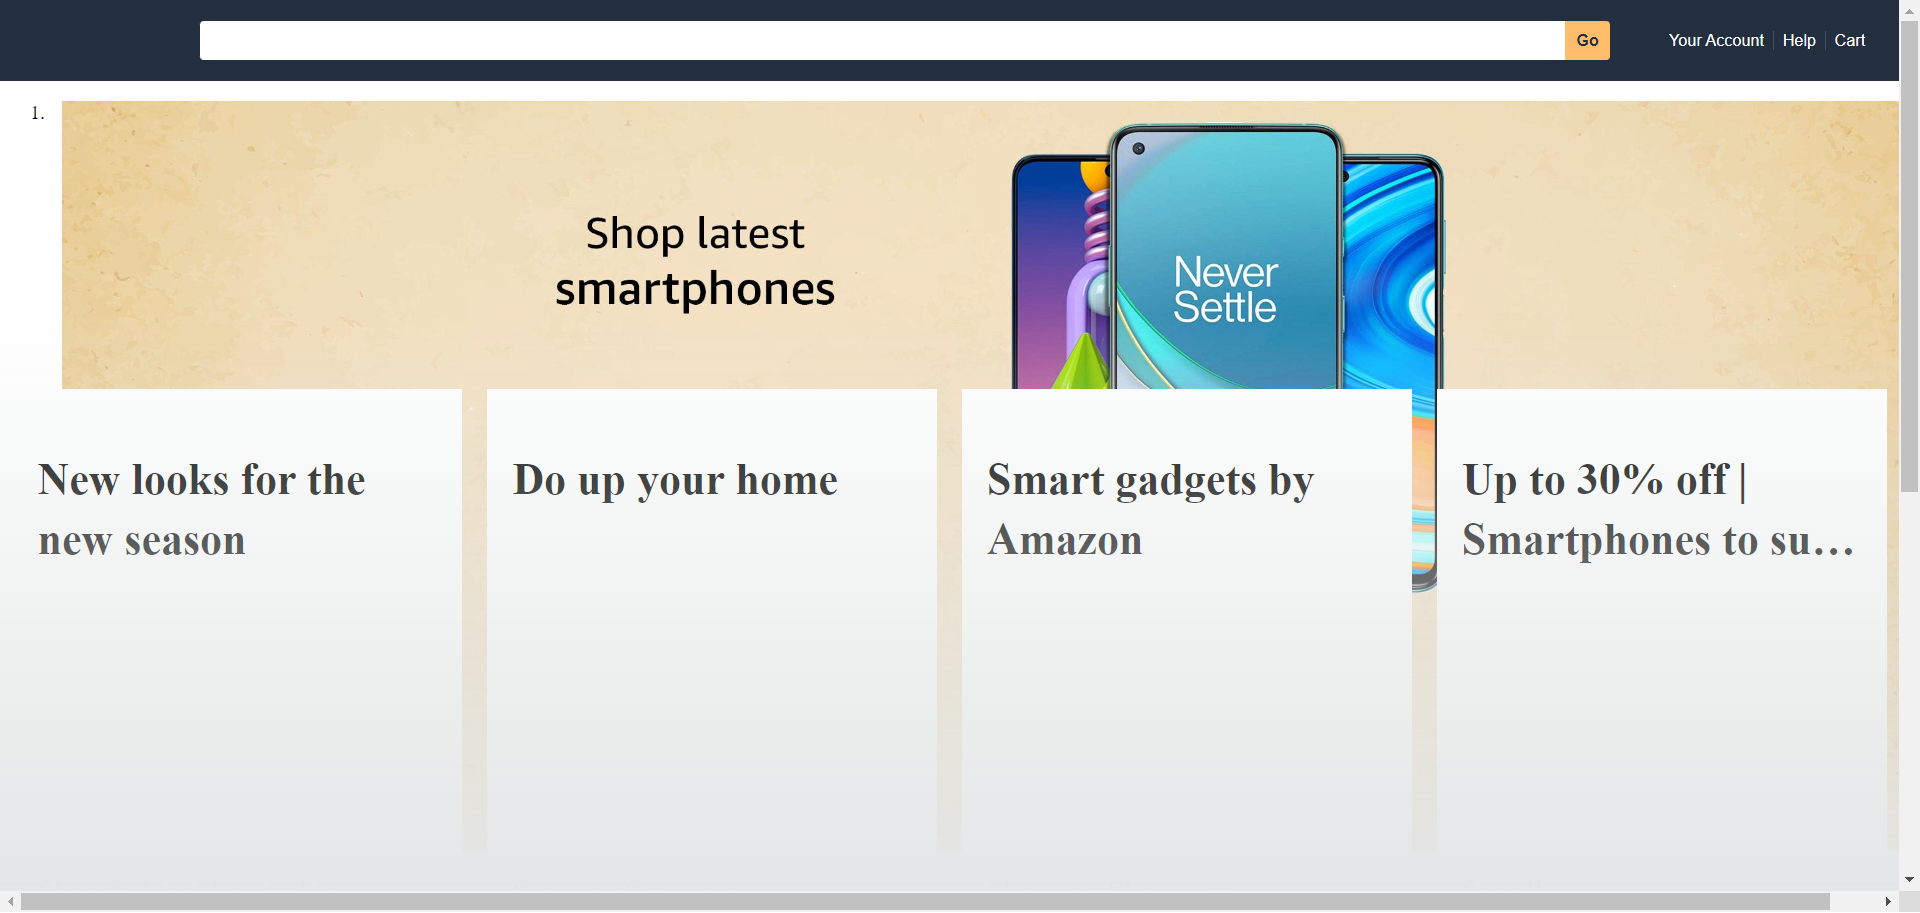 Go
Your Account
Help
Cart
1.
Shop latest
smartphones
Never
Settle
New looks for the
new season
Do up your home
Smart gadgets by
Amazon
Up to 30% off |
Smartphones to su…